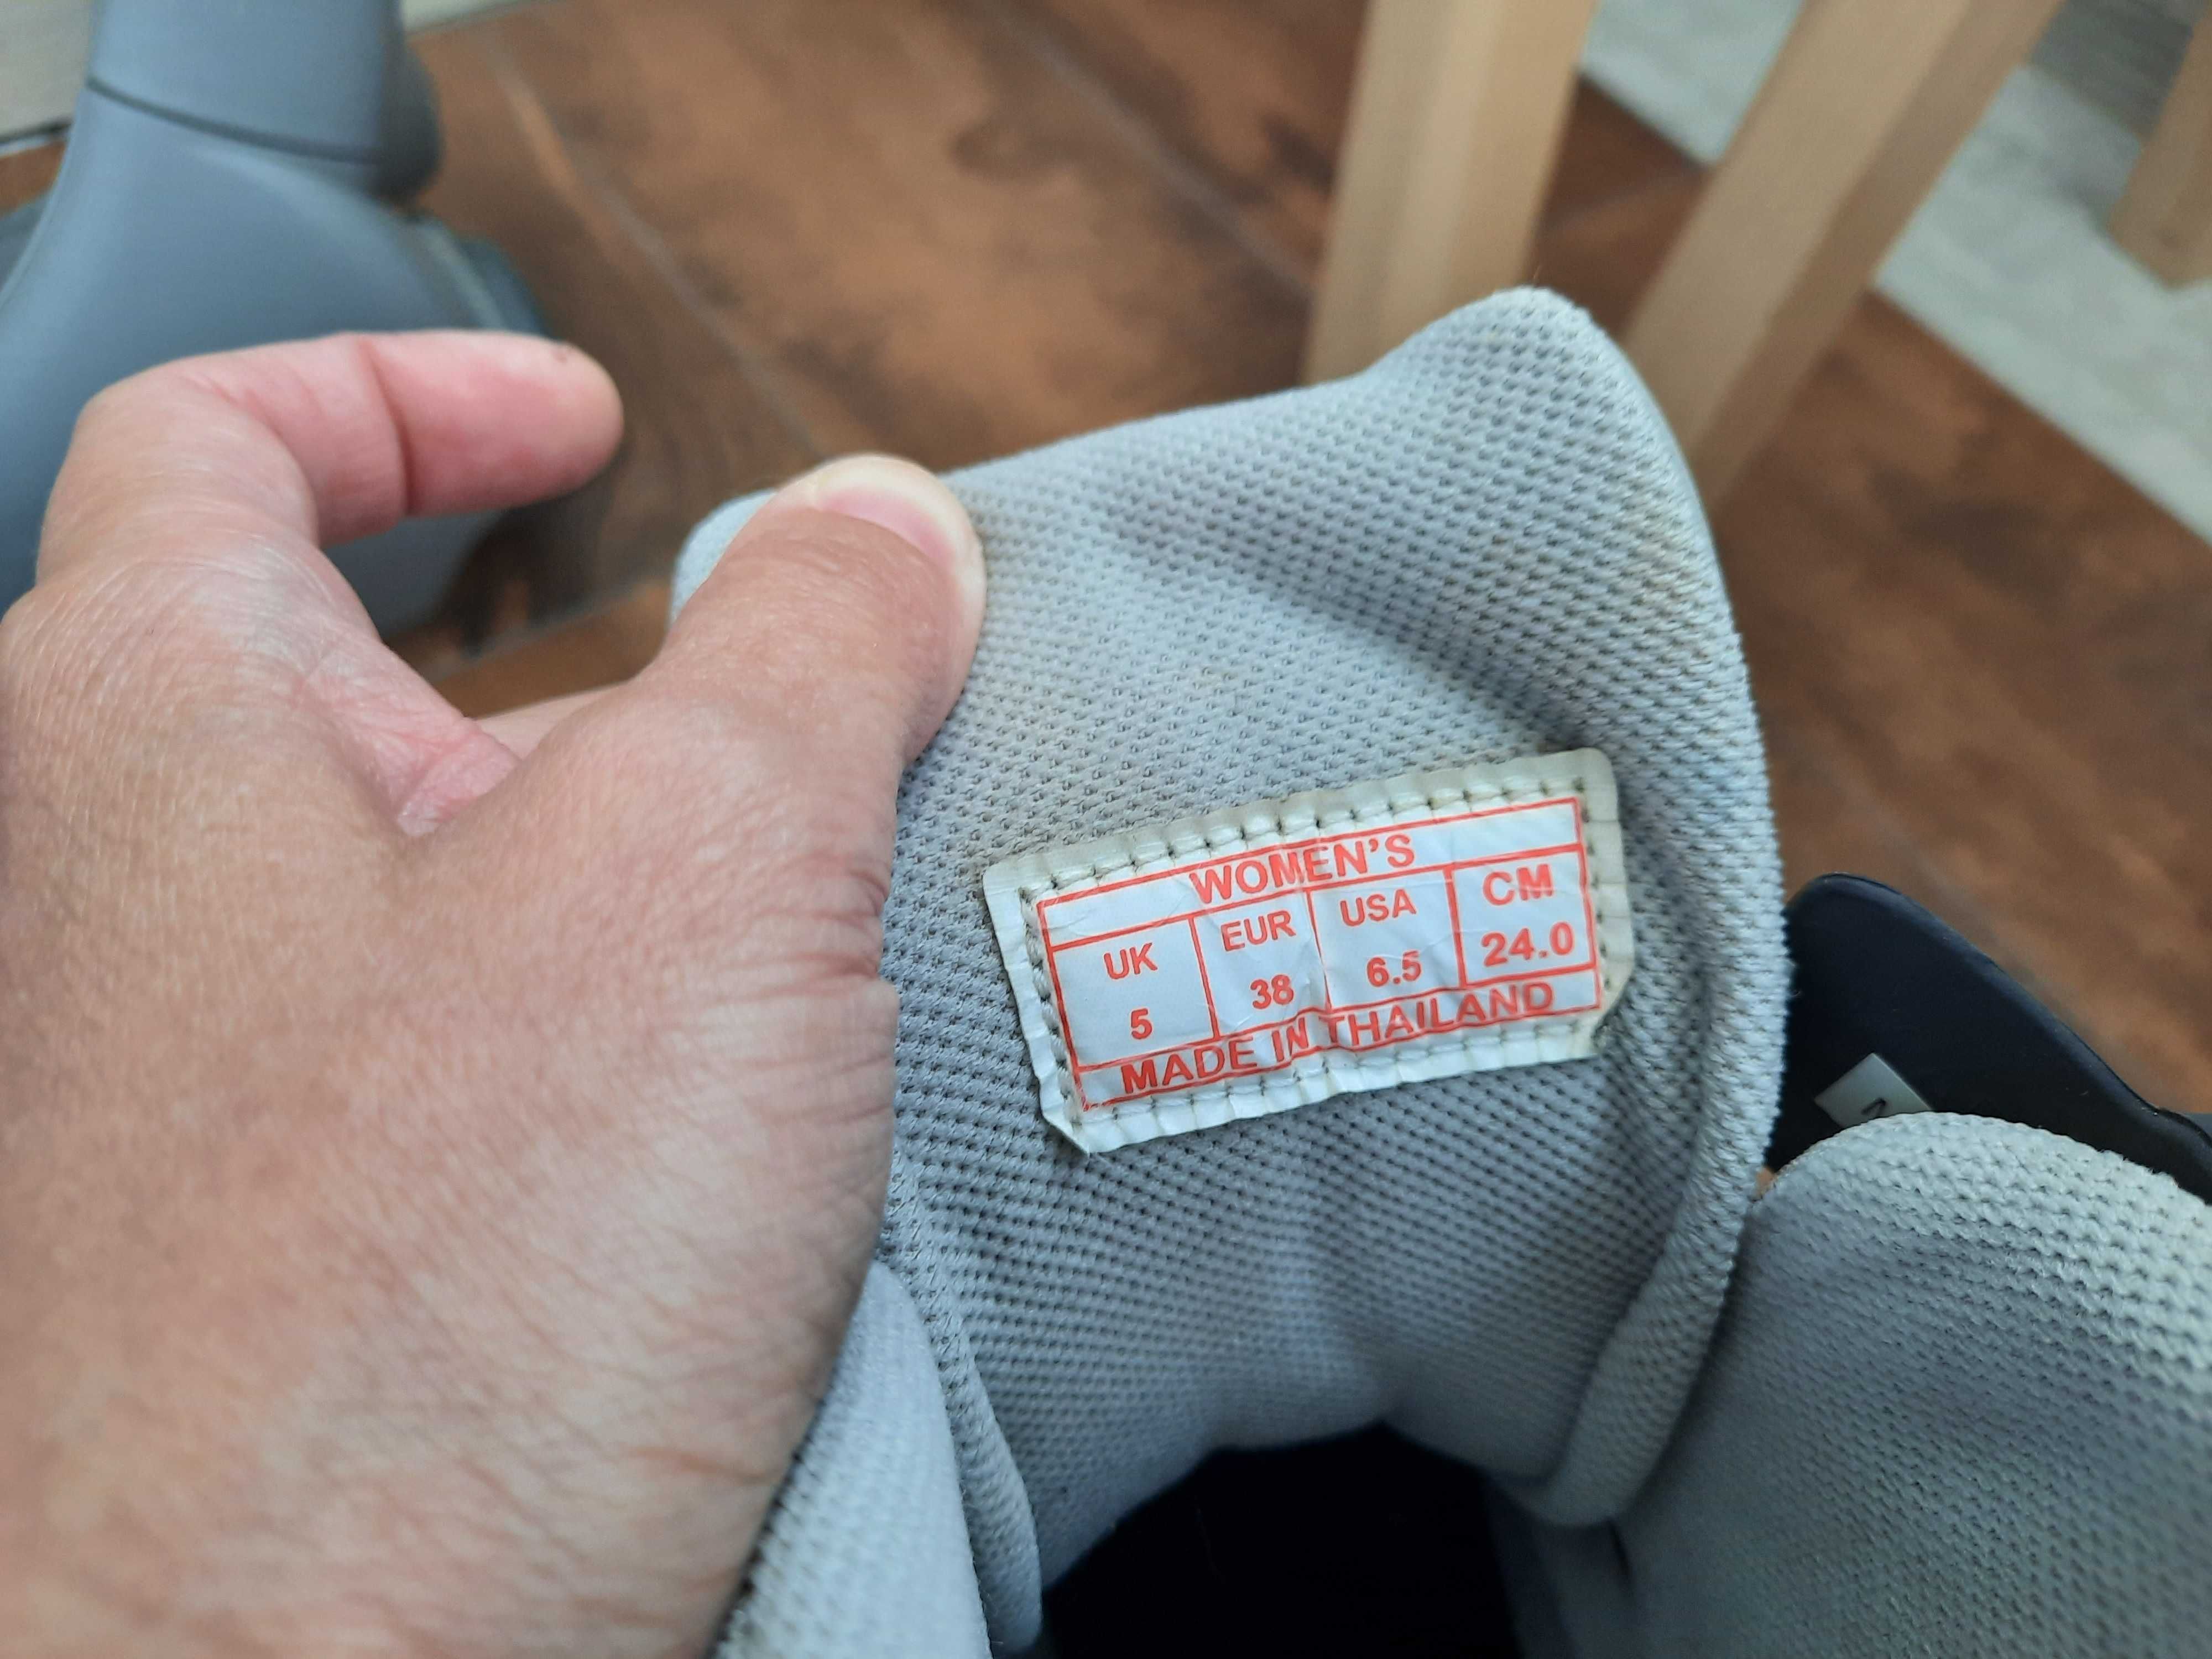 WOMEN'S
UK EUR USA CM
5 38 6.5 24.0
MADE IN THAILAND